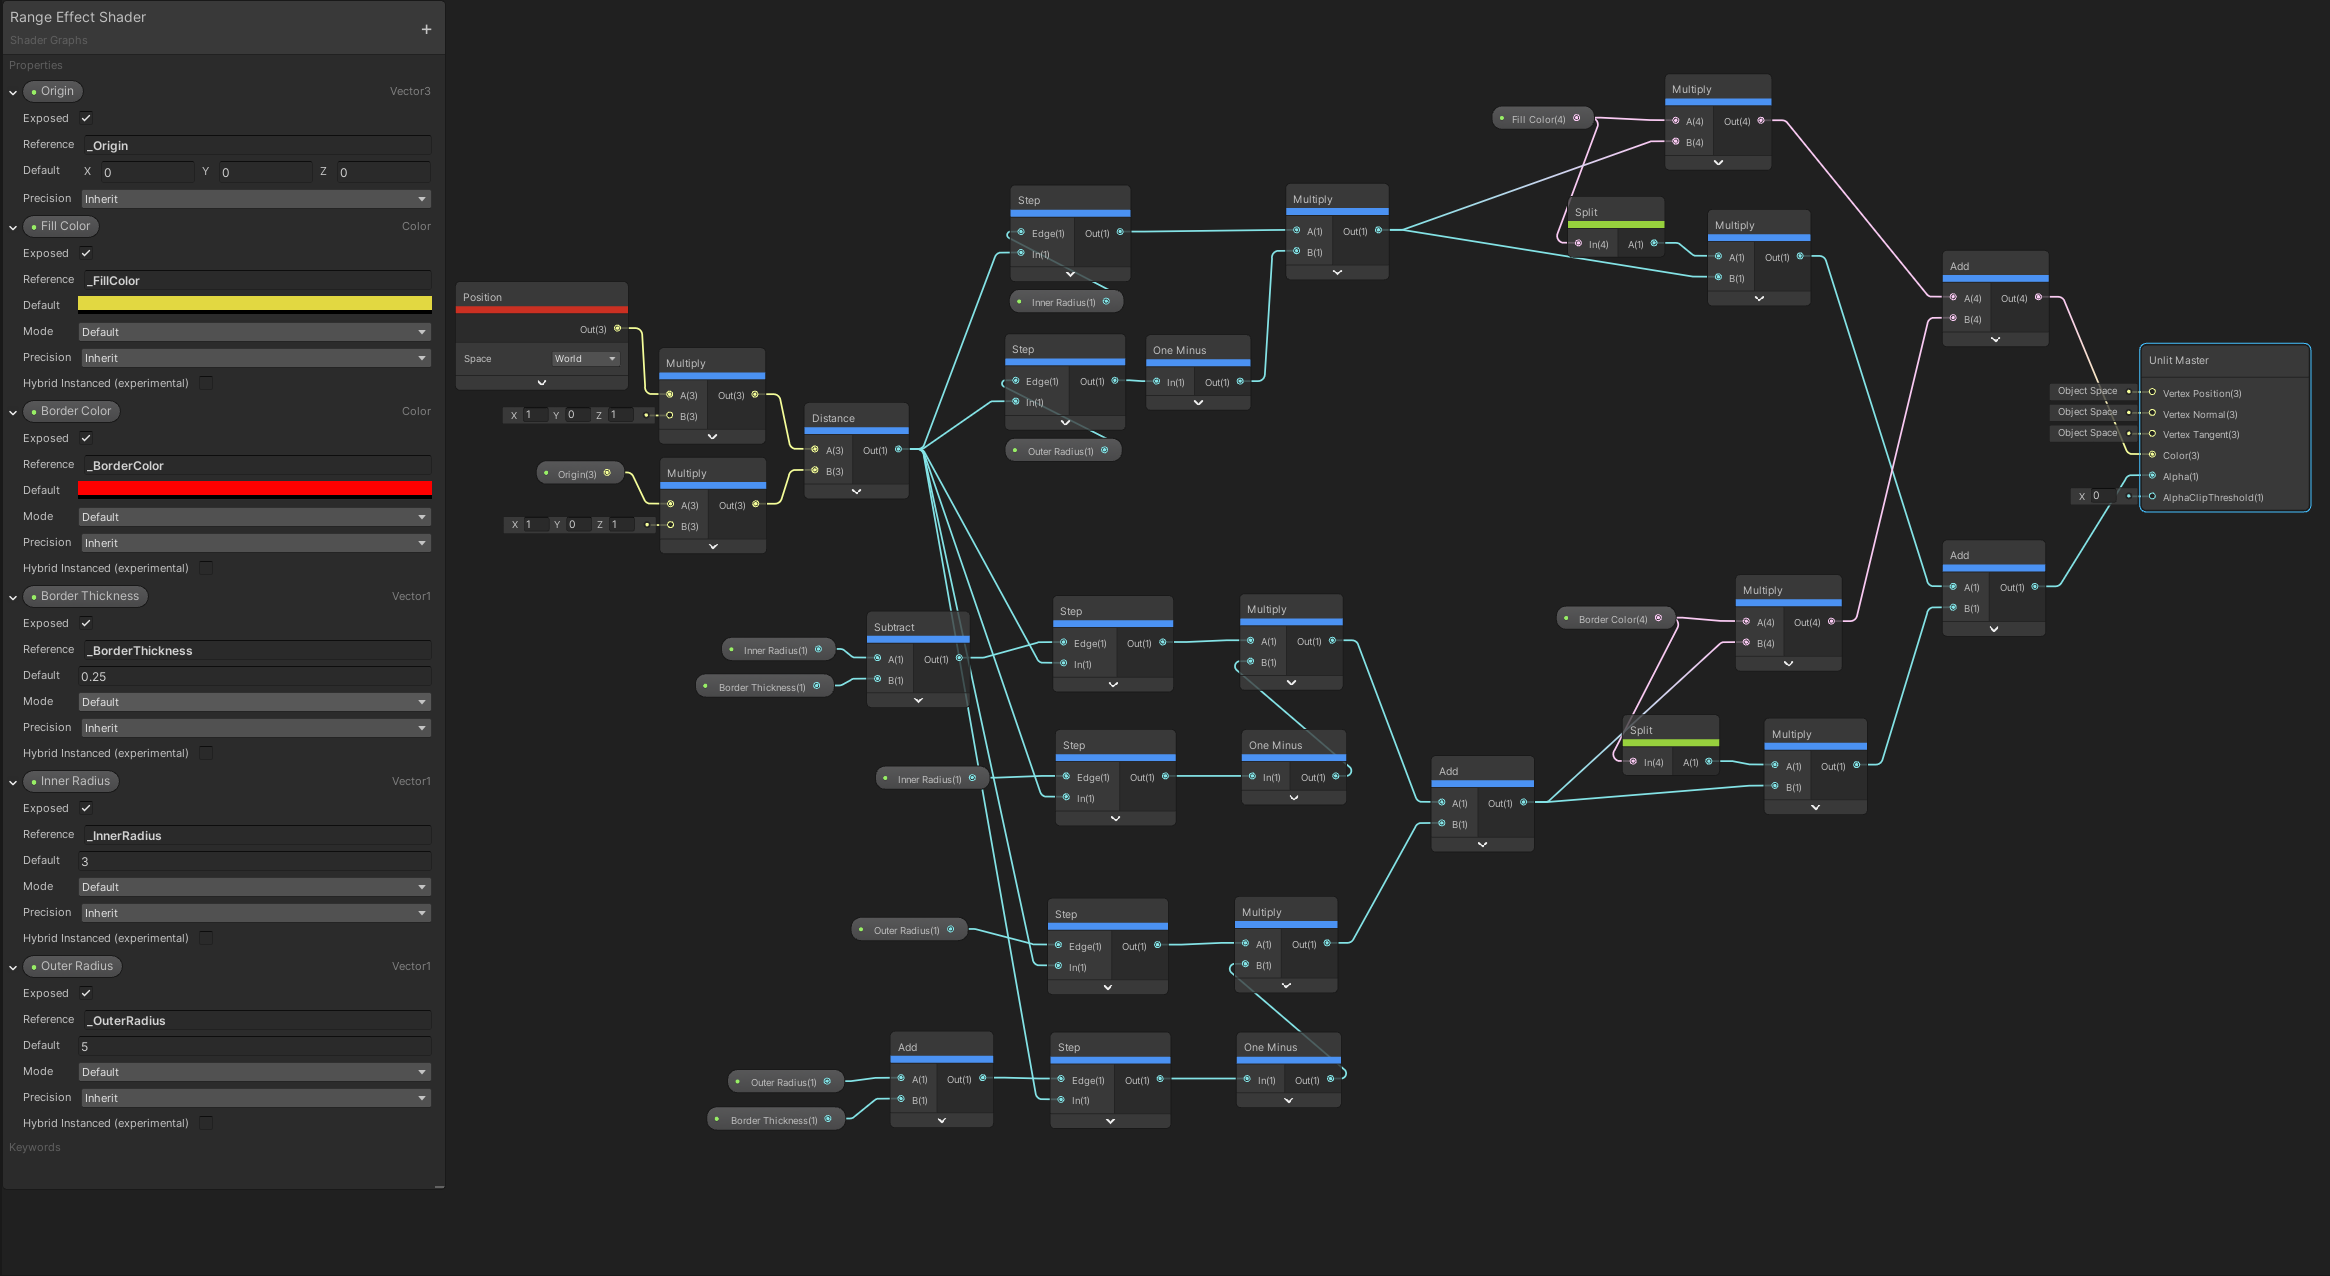 Range Effect Shader
+
Shader Graphs
Properties
Origin Vector3
Exposed
Reference _Origin
Default X 0 Y 0 Z 0
Precision Inherit
Fill Color Color
Exposed
Reference _FillColor
Default
Mode Default
Precision Inherit
Hybrid Instanced (experimental)
Border Color Color
Exposed
Reference _BorderColor
Default
Mode Default
Precision Inherit
Hybrid Instanced (experimental)
Border Thickness Vector1
Exposed
Reference _BorderThickness
Default 0.25
Mode Default
Precision Inherit
Hybrid Instanced (experimental)
Inner Radius Vector1
Exposed
Reference _InnerRadius
Default 3
Mode Default
Precision Inherit
Hybrid Instanced (experimental)
Outer Radius Vector1
Exposed
Reference _OuterRadius
Default 5
Mode Default
Precision Inherit
Hybrid Instanced (experimental)
Keywords
Position
Out(3)
Space World
Multiply
A(3) Out(3)
B(3)
X 1 Y 0 Z 1
Origin(3)
Multiply
A(3) Out(3)
B(3)
X 1 Y 0 Z 1
Distance
A(3) Out(1)
B(3)
Step
Edge(1) Out(1)
In(1)
Inner Radius(1)
Step
Edge(1) Out(1)
In(1)
Outer Radius(1)
One Minus
In(1) Out(1)
Multiply
A(1) Out(1)
B(1)
Fill Color(4)
Multiply
A(4) Out(4)
B(4)
Split
In(4) A(1)
Multiply
A(1) Out(1)
B(1)
Inner Radius(1)
Border Thickness(1)
Subtract
A(1) Out(1)
B(1)
Step
Edge(1) Out(1)
In(1)
Multiply
A(1) Out(1)
B(1)
Inner Radius(1)
Step
Edge(1) Out(1)
In(1)
One Minus
In(1) Out(1)
Outer Radius(1)
Step
Edge(1) Out(1)
In(1)
Multiply
A(1) Out(1)
B(1)
Outer Radius(1)
Border Thickness(1)
Add
A(1) Out(1)
B(1)
Step
Edge(1) Out(1)
In(1)
One Minus
In(1) Out(1)
Add
A(1) Out(1)
B(1)
Border Color(4)
Multiply
A(4) Out(4)
B(4)
Split
In(4) A(1)
Multiply
A(1) Out(1)
B(1)
Add
A(4) Out(4)
B(4)
Add
A(1) Out(1)
B(1)
Unlit Master
Object Space Vertex Position(3)
Object Space Vertex Normal(3)
Object Space Vertex Tangent(3)
Color(3)
Alpha(1)
X 0 AlphaClipThreshold(1)